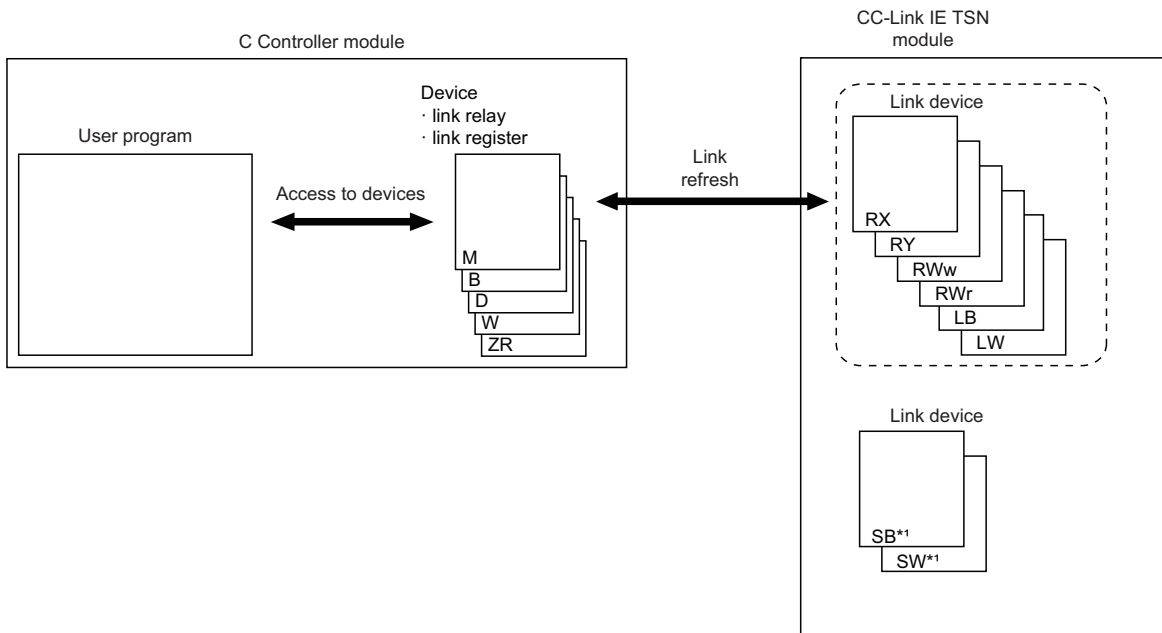 C Controller module
User program
Access to devices
Device
· link relay
· link register
M
B
D
W
ZR
Link
refresh
CC-Link IE TSN
module
Link device
RX
RY
RWw
RWr
LB
LW
Link device
SB*¹
SW*¹